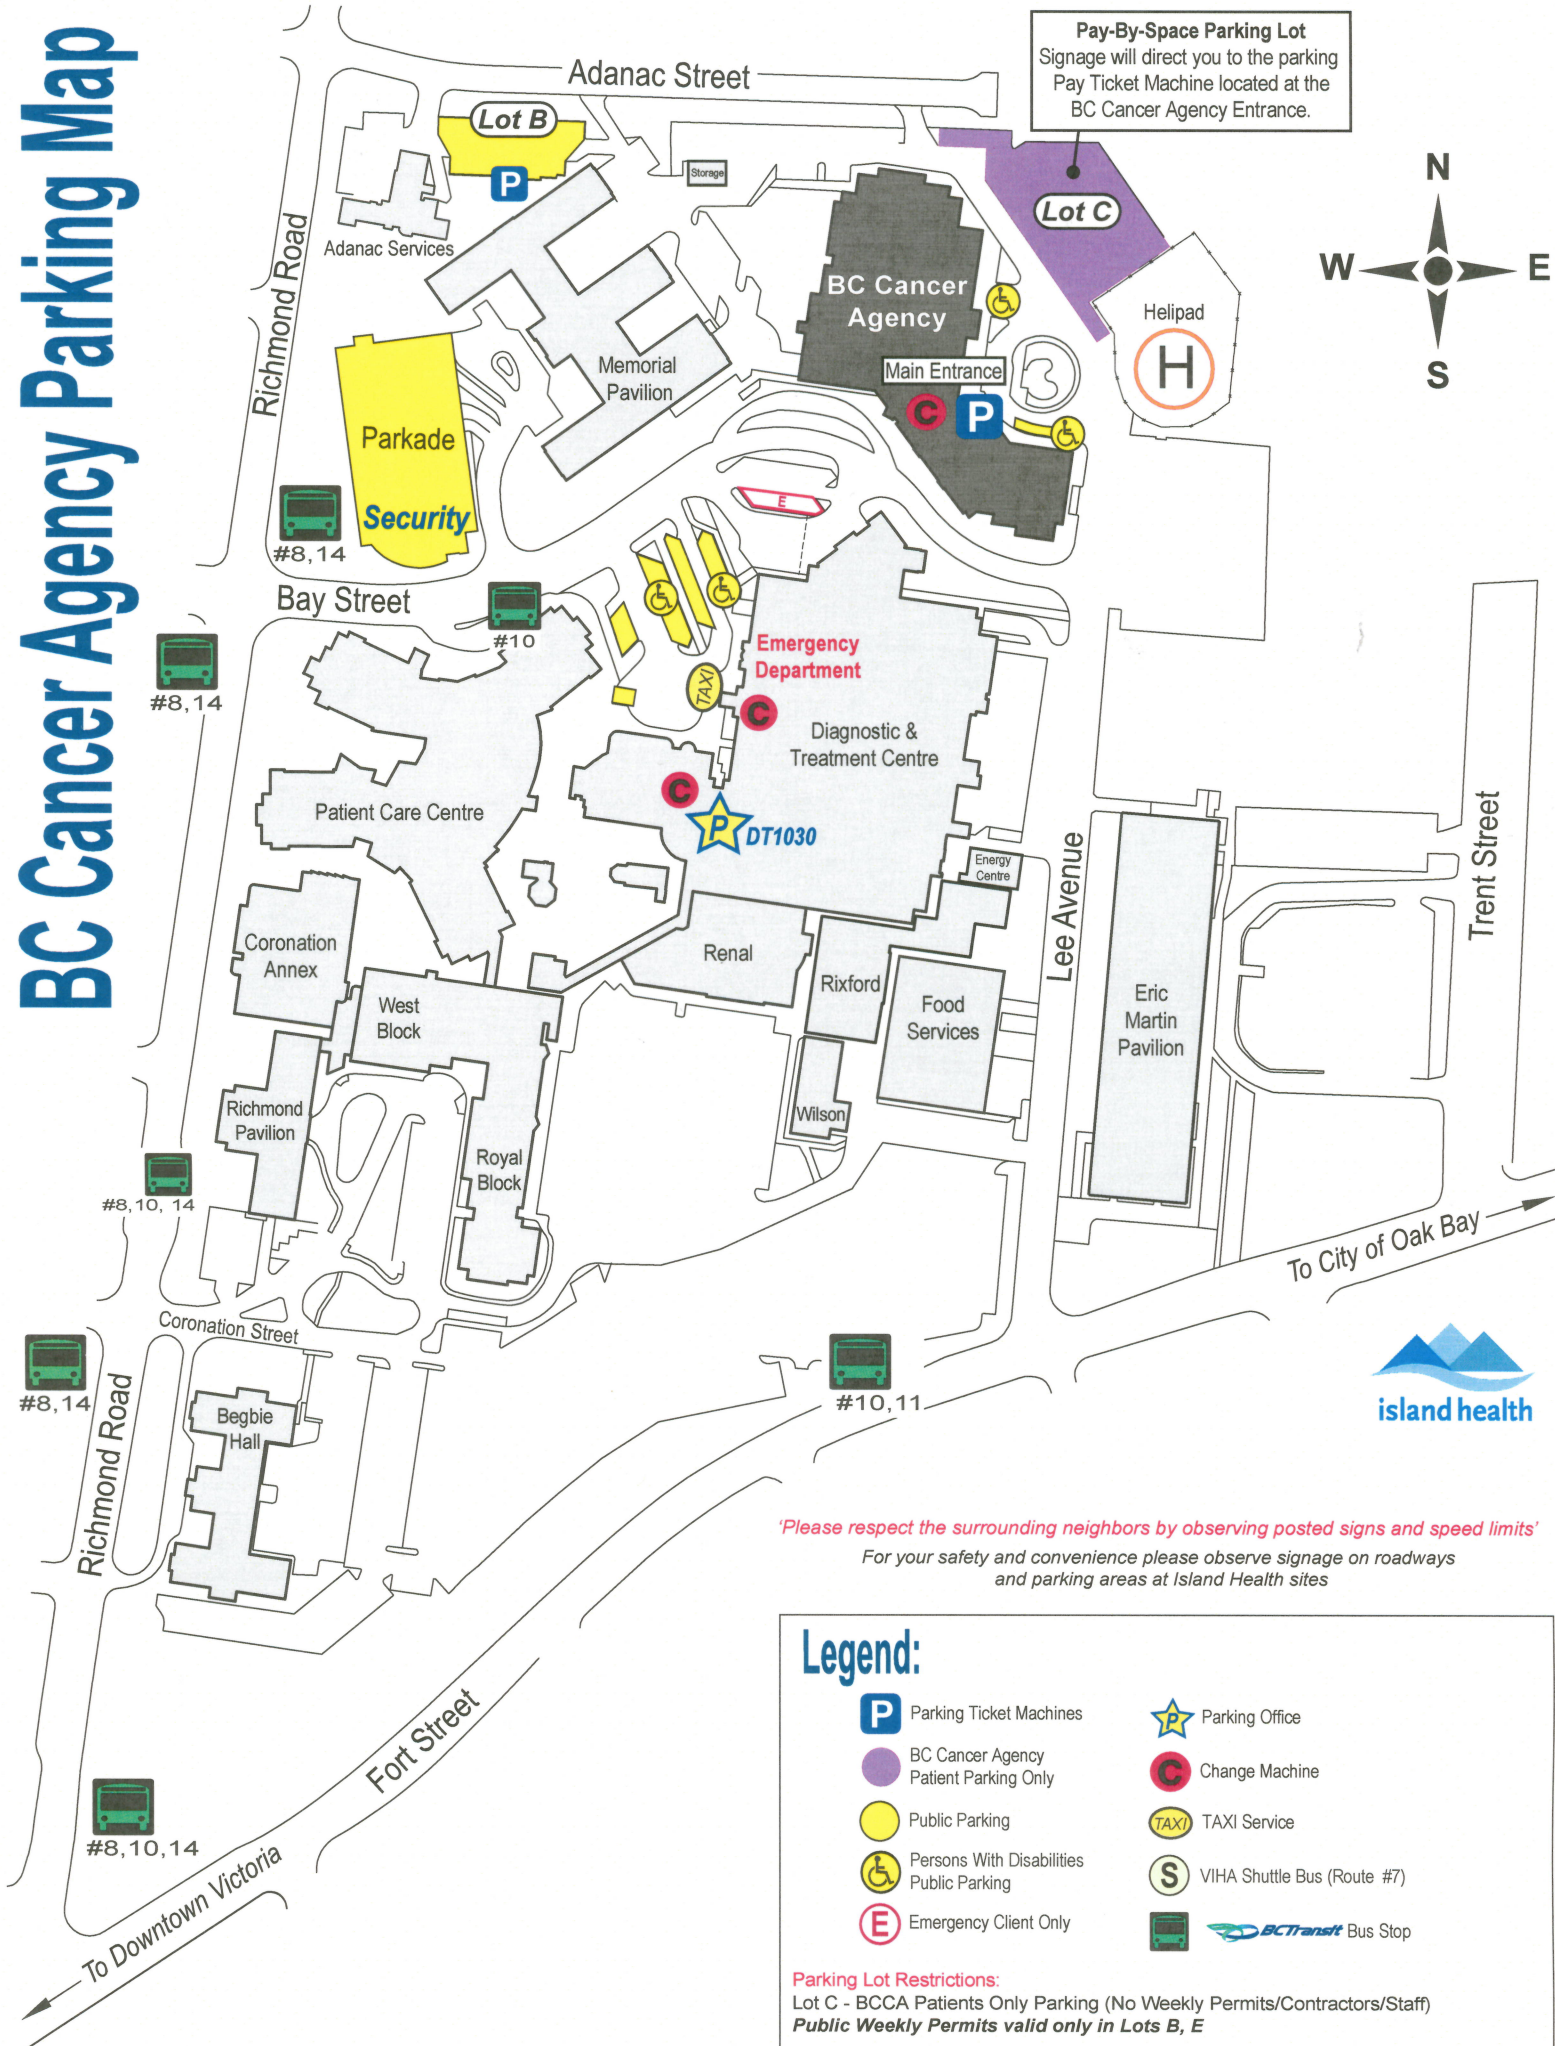 BC Cancer Agency Parking Map
Pay-By-Space Parking Lot
Signage will direct you to the parking
Pay Ticket Machine located at the
BC Cancer Agency Entrance.
Adanac Street
Lot B
P
Storage
Lot C
N
W
E
S
Adanac Services
Richmond Road
BC Cancer
Agency
Helipad
H
Main Entrance
C
P
Memorial
Pavilion
Parkade
Security
E
#8,14
Bay Street
#10
#8,14
TAXI
Emergency
Department
C
Diagnostic &
Treatment Centre
C
P
DT1030
Patient Care Centre
Energy
Centre
Lee Avenue
Trent Street
Coronation
Annex
Renal
Rixford
Food
Services
West
Block
Eric
Martin
Pavilion
Richmond
Pavilion
Wilson
Royal
Block
#8,10, 14
To City of Oak Bay
Coronation Street
#8,14
#10,11
island health
Richmond Road
Begbie
Hall
'Please respect the surrounding neighbors by observing posted signs and speed limits'
For your safety and convenience please observe signage on roadways
and parking areas at Island Health sites
Fort Street
#8,10,14
To Downtown Victoria
Legend:
P Parking Ticket Machines
BC Cancer Agency
Patient Parking Only
Public Parking
Persons With Disabilities
Public Parking
E Emergency Client Only
P Parking Office
C Change Machine
TAXI TAXI Service
S VIHA Shuttle Bus (Route #7)
BCTransit Bus Stop
Parking Lot Restrictions:
Lot C - BCCA Patients Only Parking (No Weekly Permits/Contractors/Staff)
Public Weekly Permits valid only in Lots B, E